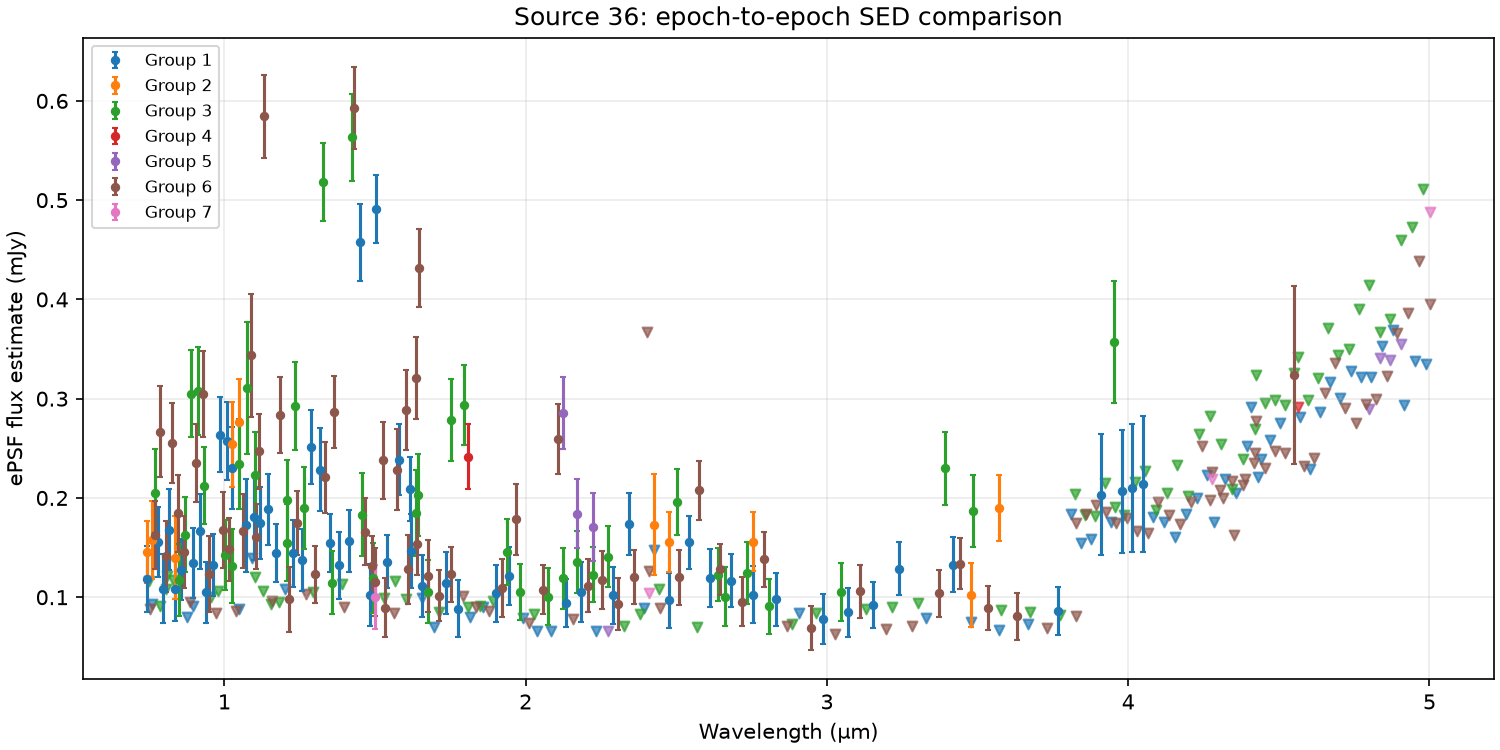 Source 36: epoch-to-epoch SED comparison
ePSF flux estimate (mJy)
0.6
0.5
0.4
0.3
0.2
0.1
Group 1
Group 2
Group 3
Group 4
Group 5
Group 6
Group 7
1
2
3
4
5
Wavelength (μm)